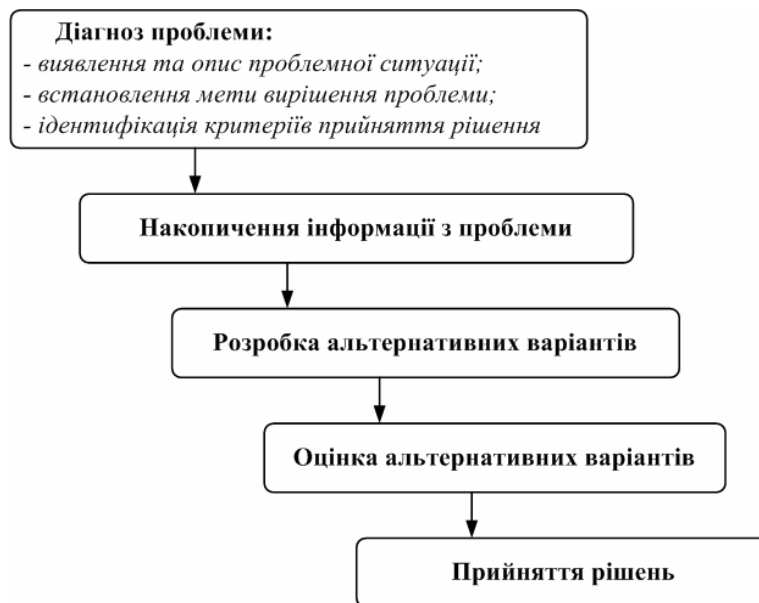 Діагноз проблеми:
- виявлення та опис проблемної ситуації;
- встановлення мети вирішення проблеми;
- ідентифікація критеріїв прийняття рішення
Накопичення інформації з проблеми
Розробка альтернативних варіантів
Оцінка альтернативних варіантів
Прийняття рішень